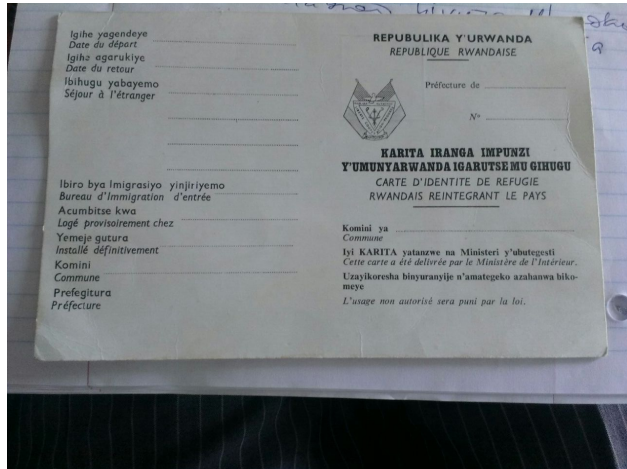 Igihe yagendeye
Date du départ
Igihe agarukiye
Date du retour
Ibihugu yabayemo
Séjour à l'étranger
Ibiro bya Imigrasiyo yinjiriyemo
Bureau d'Immigration d'entrée
Acumbitse kwa
Logé provisoirement chez
Yemeje gutura
Installé définitivement
Komini
Commune
Prefegitura
Préfecture
REPUBULIKA Y'URWANDA
REPUBLIQUE RWANDAISE
Préfecture de
N°
KARITA IRANGA IMPUNZI
Y'UMUNYARWANDA IGARUTSE MU GIHUGU
CARTE D'IDENTITE DE REFUGIE
RWANDAIS REINTEGRANT LE PAYS
Komini ya
Commune
Iyi KARITA yatanzwe na Ministeri y'ubutegesti
Cette carte a été delivrée par le Ministère de l'Intérieur.
Uzayikoresha binyuranyije n'amategeko azahanwa biko-
meye
L'usage non autorisé sera puni par la loi.